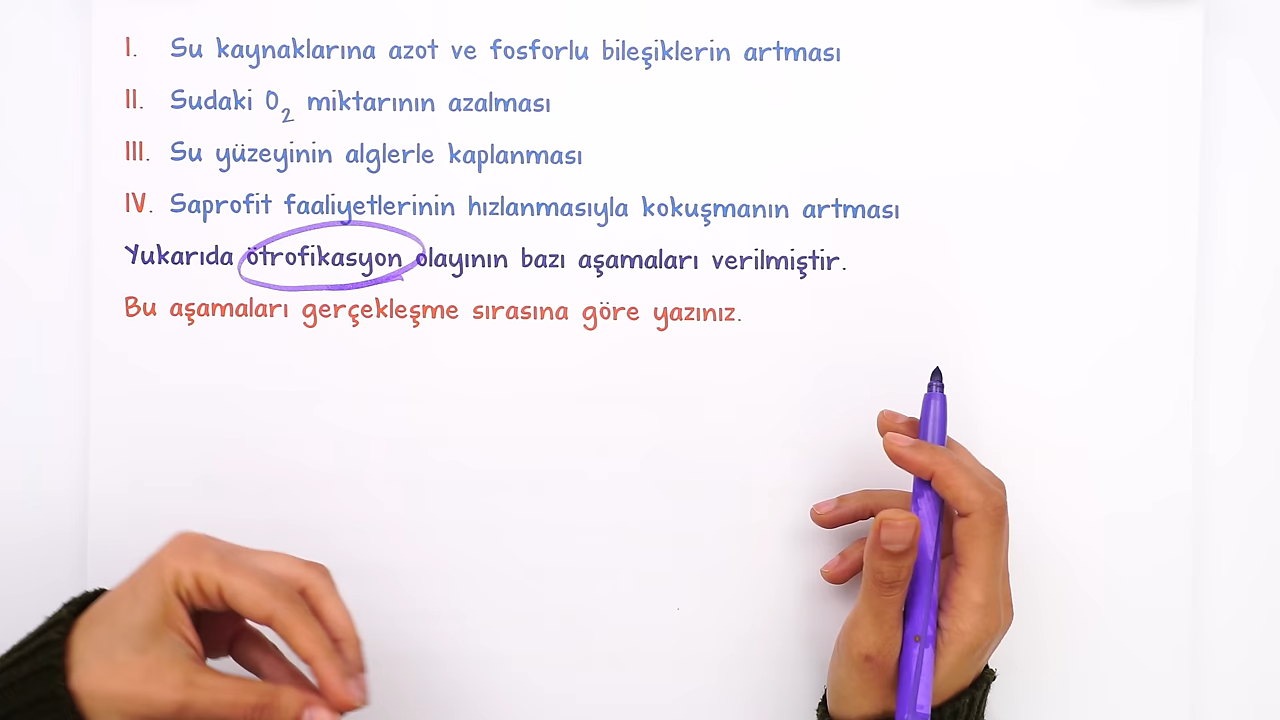 I. Su kaynaklarına azot ve fosforlu bileşiklerin artması
II. Sudaki O₂ miktarının azalması
III. Su yüzeyinin alglerle kaplanması
IV. Saprofit faaliyetlerinin hızlanmasıyla kokuşmanın artması
Yukarıda ötrofikasyon olayının bazı aşamaları verilmiştir.
Bu aşamaları gerçekleşme sırasına göre yazınız.